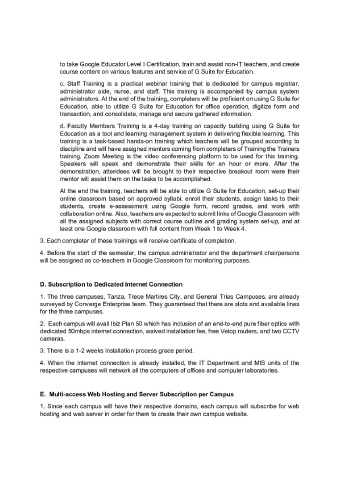 to take Google Educator Level I Certification, train and assist non-IT teachers, and create
course content on various features and service of G Suite for Education.
c. Staff Training is a practical webinar training that is dedicated for campus registrar,
administrator aide, nurse, and staff. This training is accompanied by campus system
administrators. At the end of the training, completers will be proficient on using G Suite for
Education, able to utilize G Suite for Education for office operation, digitize form and
transaction, and consolidate, manage and secure gathered information.
d. Faculty Members Training is a 4-day training on capacity building using G Suite for
Education as a tool and learning management system in delivering flexible learning. This
training is a task-based hands-on training which teachers will be grouped according to
discipline and will have assigned mentors coming from completers of Training the Trainers
training. Zoom Meeting is the video conferencing platform to be used for this training.
Speakers will speak and demonstrate their skills for an hour or more. After the
demonstration, attendees will be brought to their respective breakout room were their
mentor will assist them on the tasks to be accomplished.
At the end the training, teachers will be able to utilize G Suite for Education, set-up their
online classroom based on approved syllabi, enroll their students, assign tasks to their
students, create e-assessment using Google form, record grades, and work with
collaboration online. Also, teachers are expected to submit links of Google Classroom with
all the assigned subjects with correct course outline and grading system set-up, and at
least one Google classroom with full content from Week 1 to Week 4.
3. Each completer of these trainings will receive certificate of completion.
4. Before the start of the semester, the campus administrator and the department chairpersons
will be assigned as co-teachers in Google Classroom for monitoring purposes.
D. Subscription to Dedicated Internet Connection
1. The three campuses, Tanza, Trece Martires City, and General Trias Campuses, are already
surveyed by Converge Enterprise team. They guaranteed that there are slots and available lines
for the three campuses.
2. Each campus will avail Ibiz Plan 50 which has inclusion of an end-to-end pure fiber optics with
dedicated 50mbps internet connection, waived installation fee, free Velop routers, and two CCTV
cameras.
3. There is a 1-2 weeks installation process grace period.
4. When the internet connection is already installed, the IT Department and MIS units of the
respective campuses will network all the computers of offices and computer laboratories.
E. Multi-access Web Hosting and Server Subscription per Campus
1. Since each campus will have their respective domains, each campus will subscribe for web
hosting and web server in order for them to create their own campus website.